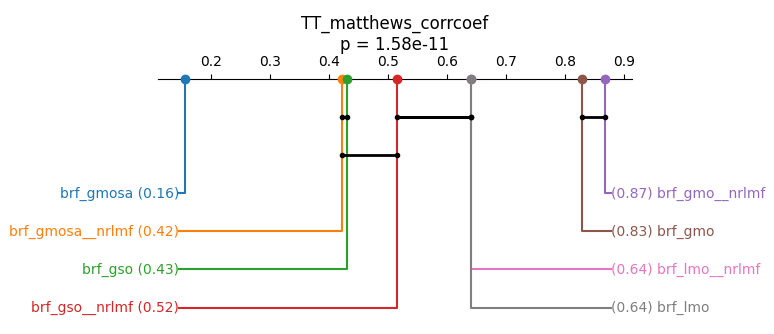 TT_matthews_corrcoef
p = 1.58e-11
0.2 0.3 0.4 0.5 0.6 0.7 0.8 0.9
brf_gmosa (0.16) (0.87) brf_gmo__nrlmf
brf_gmosa__nrlmf (0.42) (0.83) brf_gmo
brf_gso (0.43) (0.64) brf_lmo__nrlmf
brf_gso__nrlmf (0.52) (0.64) brf_lmo